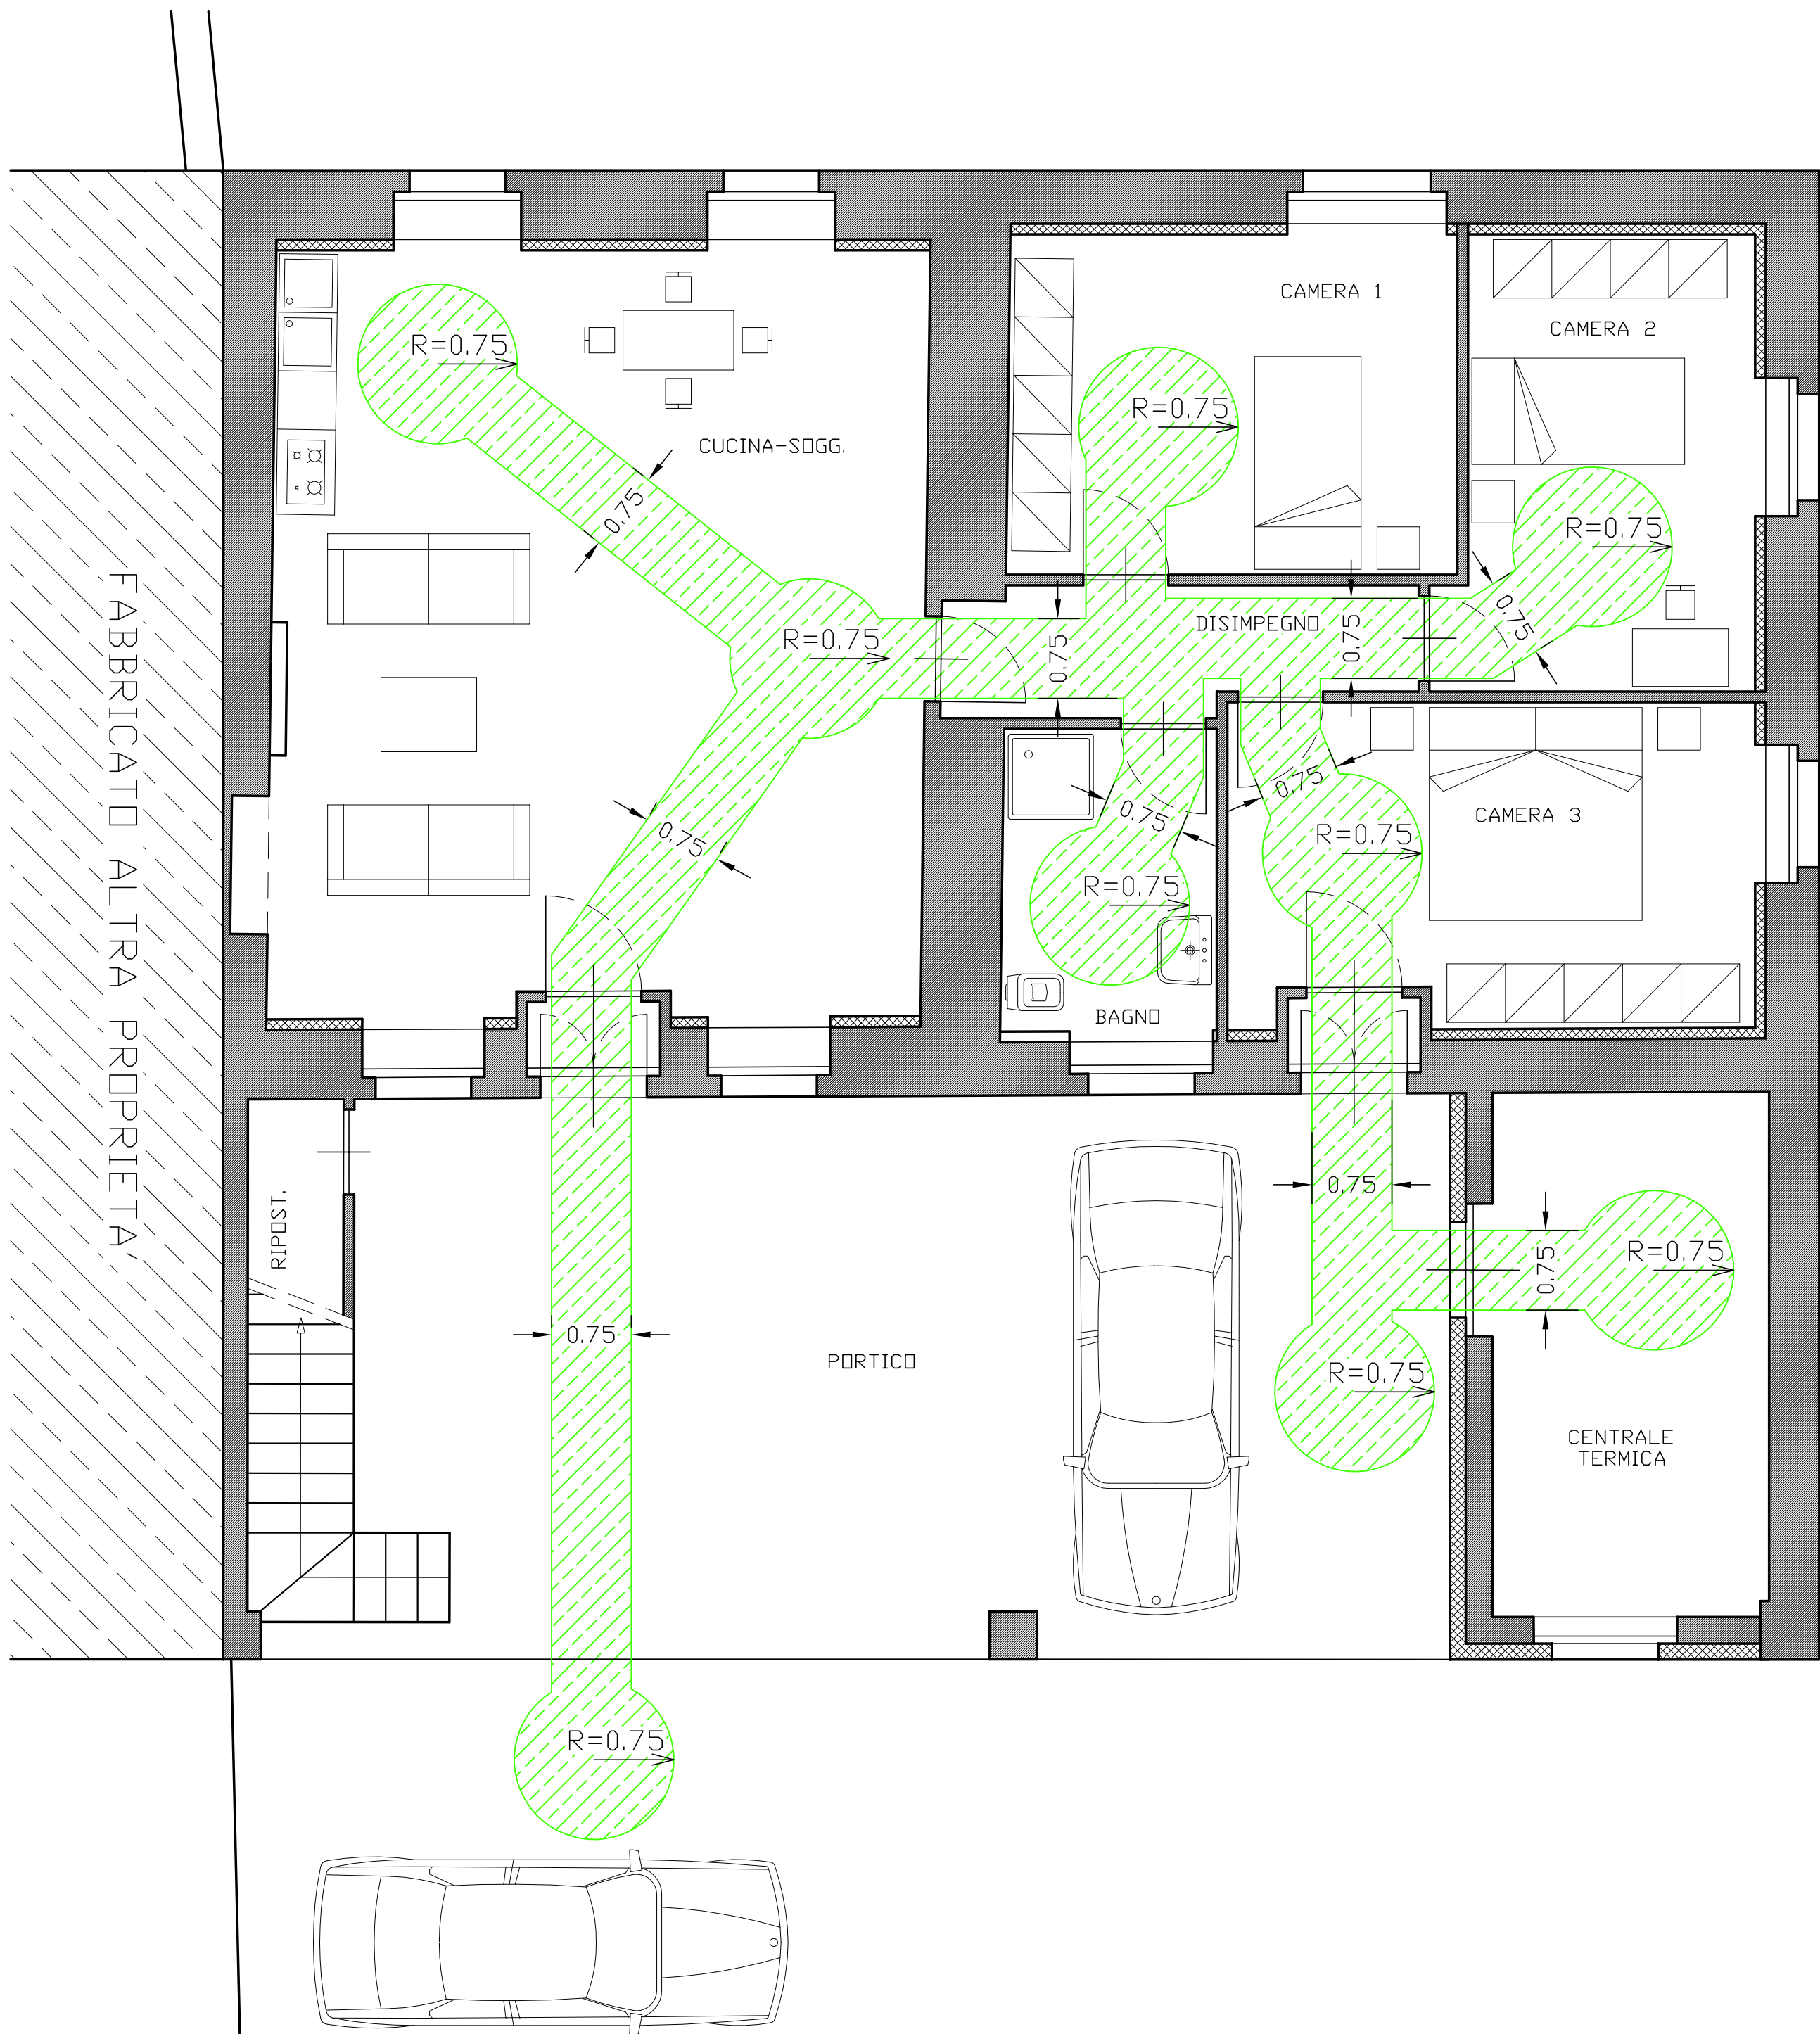 CAMERA 1
CAMERA 2
R=0.75
R=0.75
CUCINA-SOGG.
0.75
R=0.75
FABBRICATO ALTRA PROPRIETA'
0.75
DISIMPEGNO
0.75
0.75
R=0.75
0.75
0.75
0.75
CAMERA 3
R=0.75
R=0.75
BAGNO
0.75
RIPOST.
R=0.75
0.75
0.75
PORTICO
R=0.75
CENTRALE
TERMICA
R=0.75